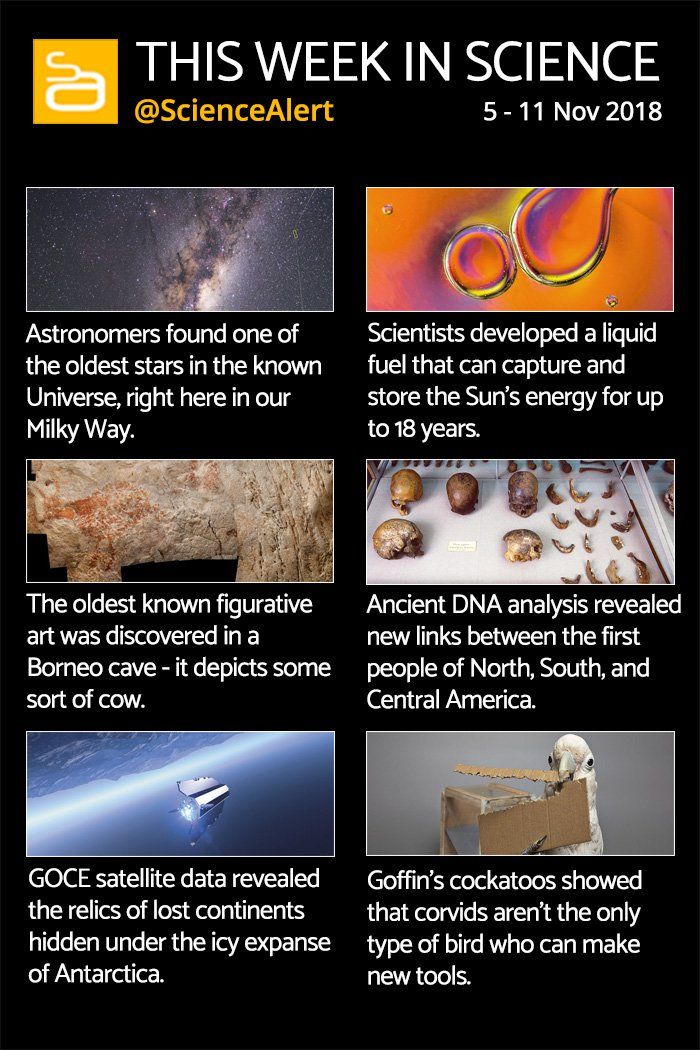 THIS WEEK IN SCIENCE
@ScienceAlert
5 - 11 Nov 2018
Astronomers found one of
the oldest stars in the known
Universe, right here in our
Milky Way.
Scientists developed a liquid
fuel that can capture and
store the Sun's energy for up
to 18 years.
The oldest known figurative
art was discovered in a
Borneo cave - it depicts some
sort of cow.
Ancient DNA analysis revealed
new links between the first
people of North, South, and
Central America.
GOCE satellite data revealed
the relics of lost continents
hidden under the icy expanse
of Antarctica.
Goffin's cockatoos showed
that corvids aren't the only
type of bird who can make
new tools.